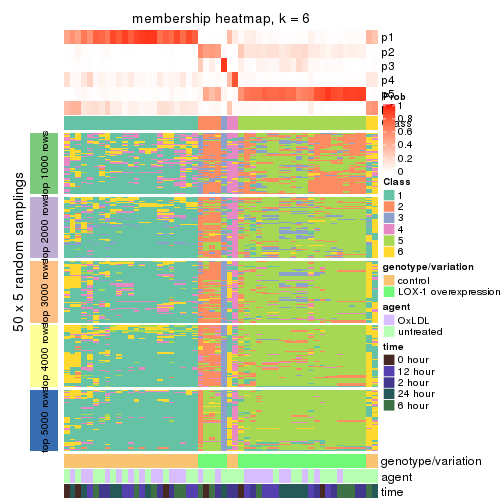 membership heatmap, k = 6
p1
p2
p3
p4
p5
Prob
1
0.8
0.6
0.4
0.2
0
Class
1
2
3
4
5
6
genotype/variation
control
LOX-1 overexpression
agent
OxLDL
untreated
time
0 hour
12 hour
2 hour
24 hour
6 hour
50 x 5 random samplings
top 1000 rows
top 2000 rows
top 3000 rows
top 4000 rows
top 5000 rows
genotype/variation
agent
time